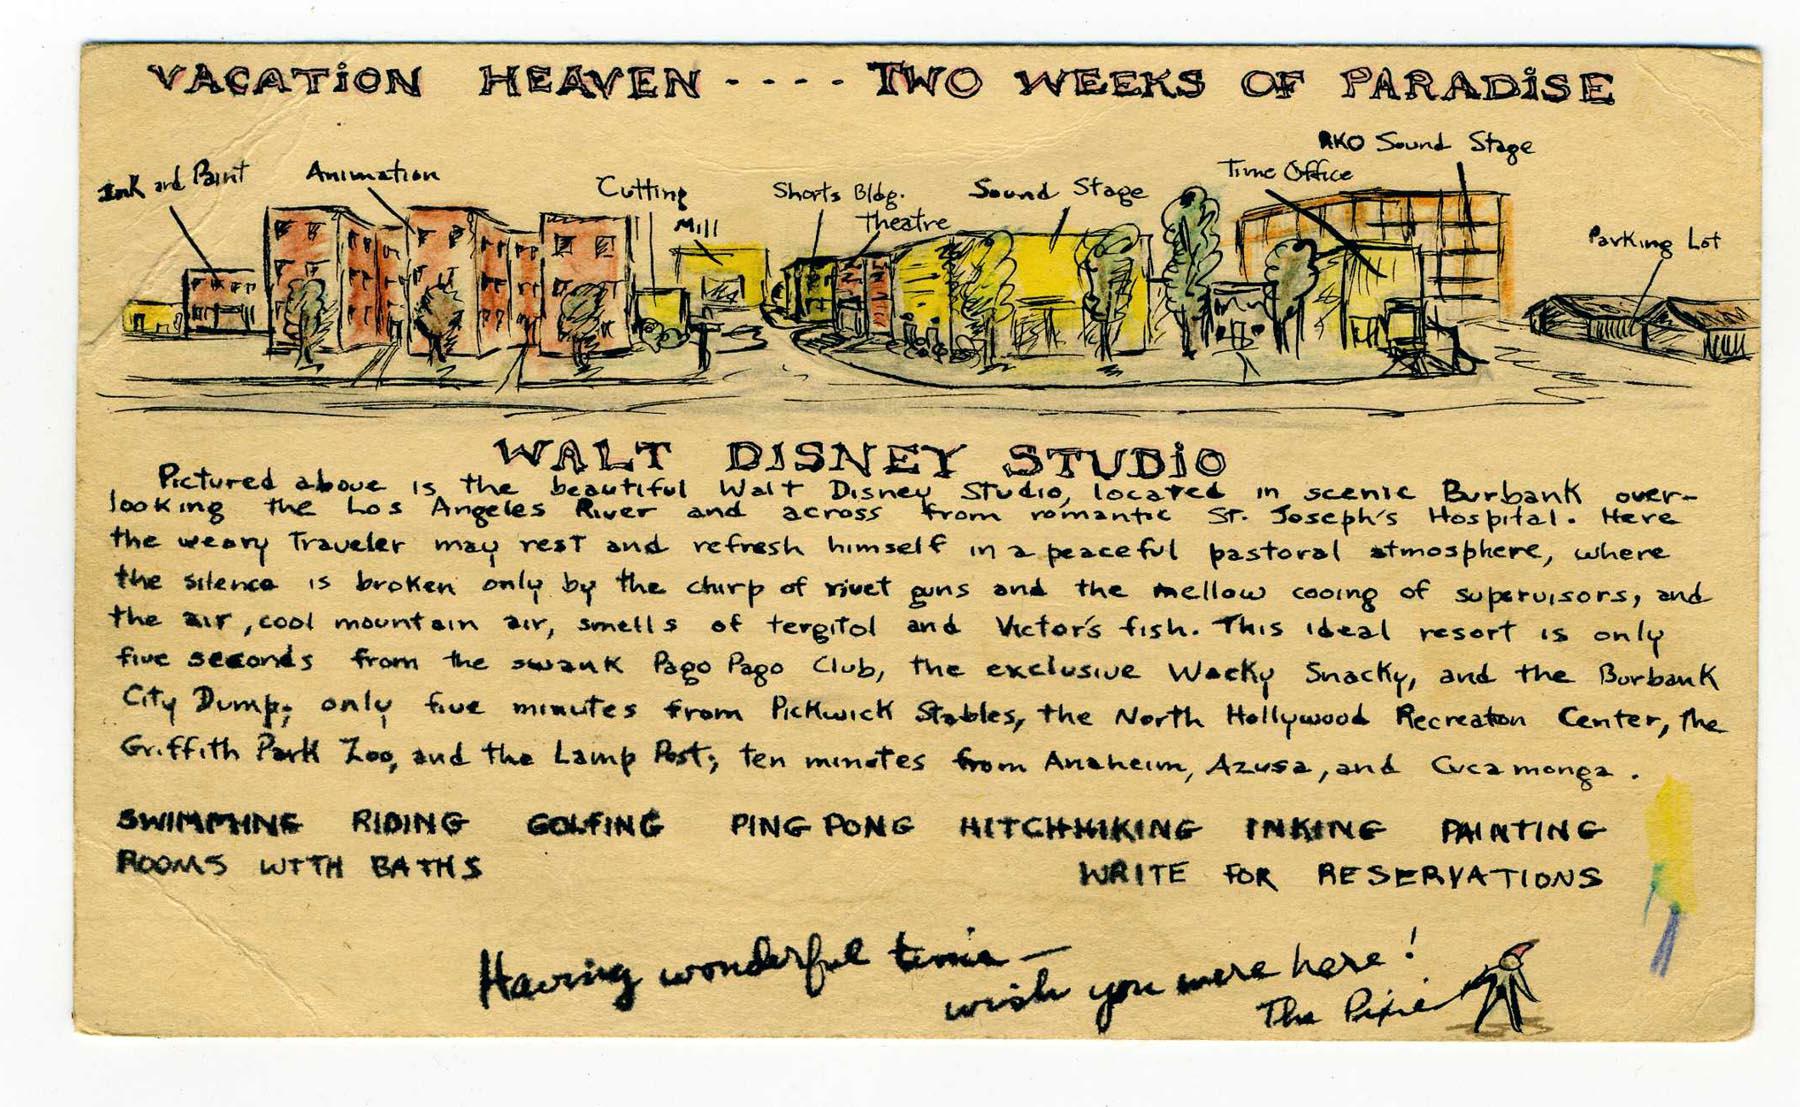 VACATION HEAVEN ---- TWO WEEKS OF PARADISE
RKO Sound Stage
Ink and Paint
Animation
Cutting
Mill
Shorts Bldg.
Theatre
Sound Stage
Time Office
Parking Lot
WALT DISNEY STUDIO
Pictured above is the beautiful Walt Disney Studio, located in scenic Burbank over-
looking the Los Angeles River and across from romantic St. Joseph's Hospital. Here
the weary Traveler may rest and refresh himself in a peaceful pastoral atmosphere, where
the silence is broken only by the chirp of rivet guns and the mellow cooing of supervisors, and
the air, cool mountain air, smells of tergitol and Victor's fish. This ideal resort is only
five seconds from the swank Pago Pago Club, the exclusive Wacky Snacky, and the Burbank
City Dump; only five minutes from Pickwick Stables, the North Hollywood Recreaton Center, the
Griffith Park Zoo, and the Lamp Post; ten minutes from Anaheim, Azusa, and Cucamonga.
SWIMMING RIDING GOLFING PING PONG HITCHHIKING INKING PAINTING
ROOMS WITH BATHS WRITE FOR RESERVATIONS
Having wonderful time —
wish you were here!
The Pixie